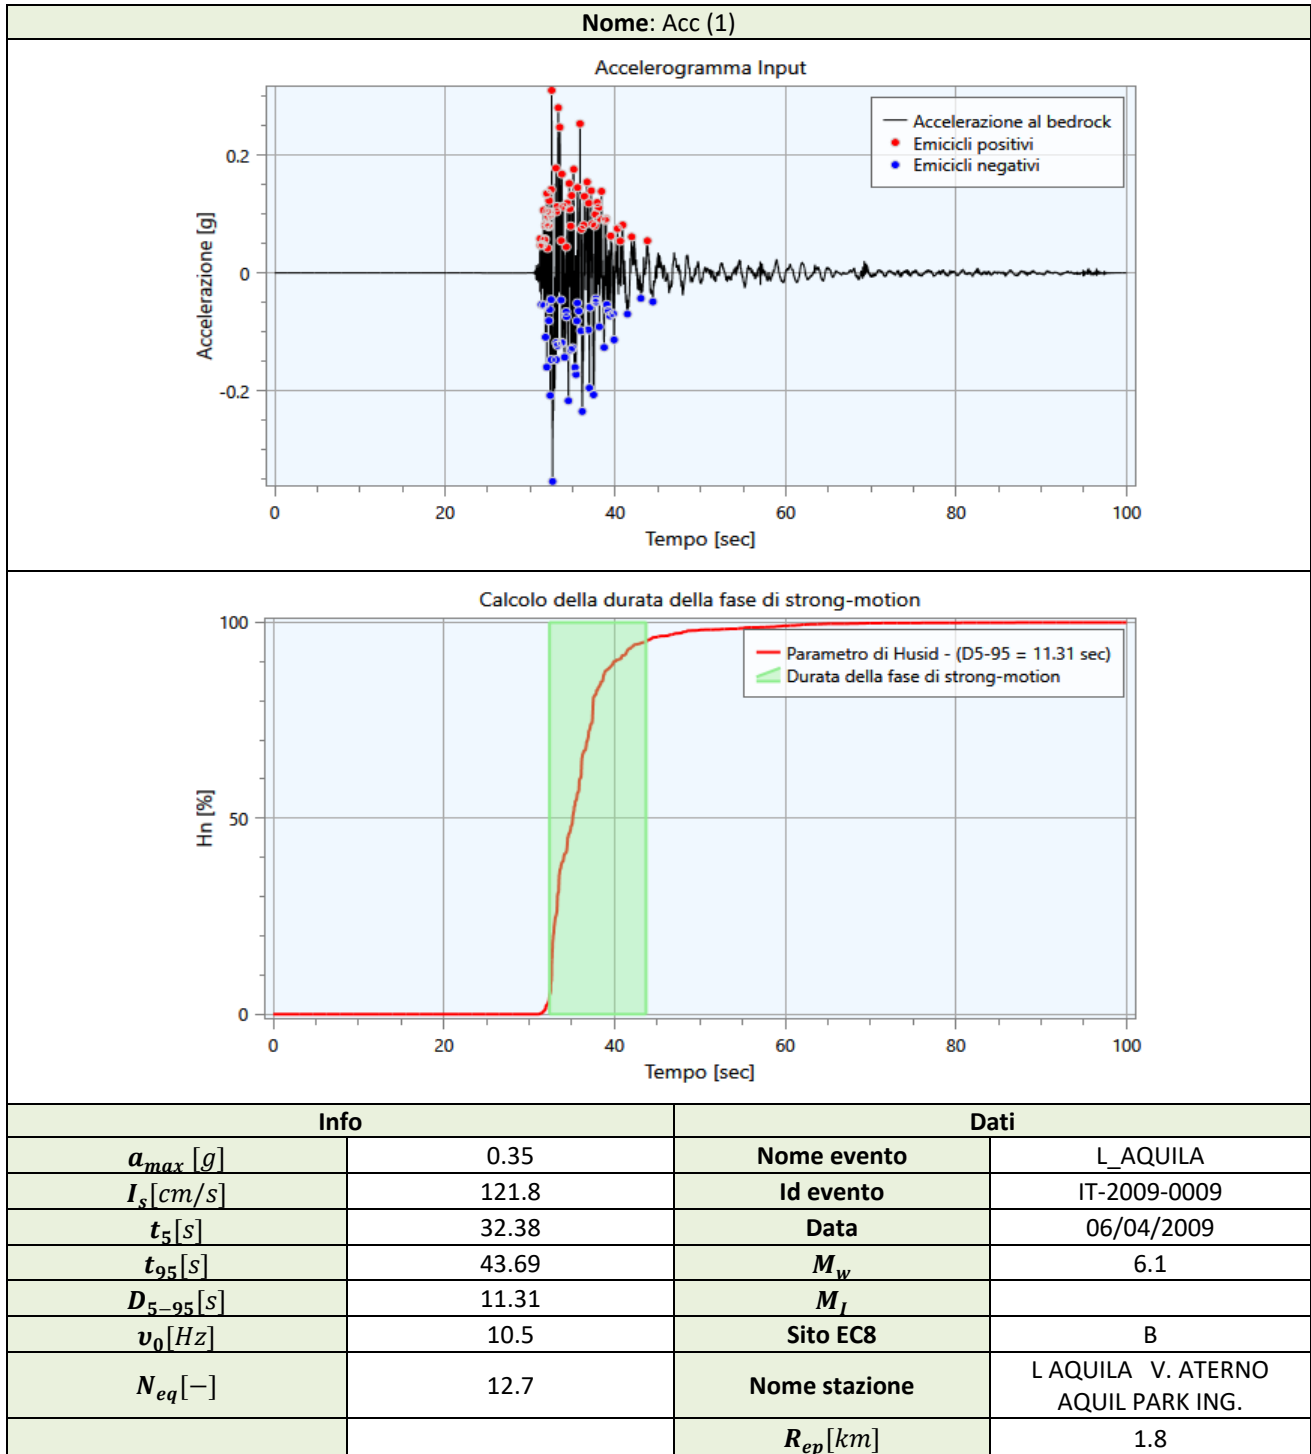 Nome: Acc (1)
Accelerogramma Input
Accelerazione al bedrock
Emicicli positivi
Emicicli negativi
0.2
0
-0.2
Accelerazione [g]
0 20 40 60 80 100
Tempo [sec]
Calcolo della durata della fase di strong-motion
Parametro di Husid - (D5-95 = 11.31 sec)
Durata della fase di strong-motion
100
50
0
Hn [%]
0 20 40 60 80 100
Tempo [sec]
Info Dati
a_max [g] 0.35 Nome evento L_AQUILA
I_s[cm/s] 121.8 Id evento IT-2009-0009
t_5[s] 32.38 Data 06/04/2009
t_95[s] 43.69 M_w 6.1
D_5−95[s] 11.31 M_I
υ_0[Hz] 10.5 Sito EC8 B
N_eq[−] 12.7 Nome stazione L AQUILA V. ATERNO
AQUIL PARK ING.
R_ep[km] 1.8